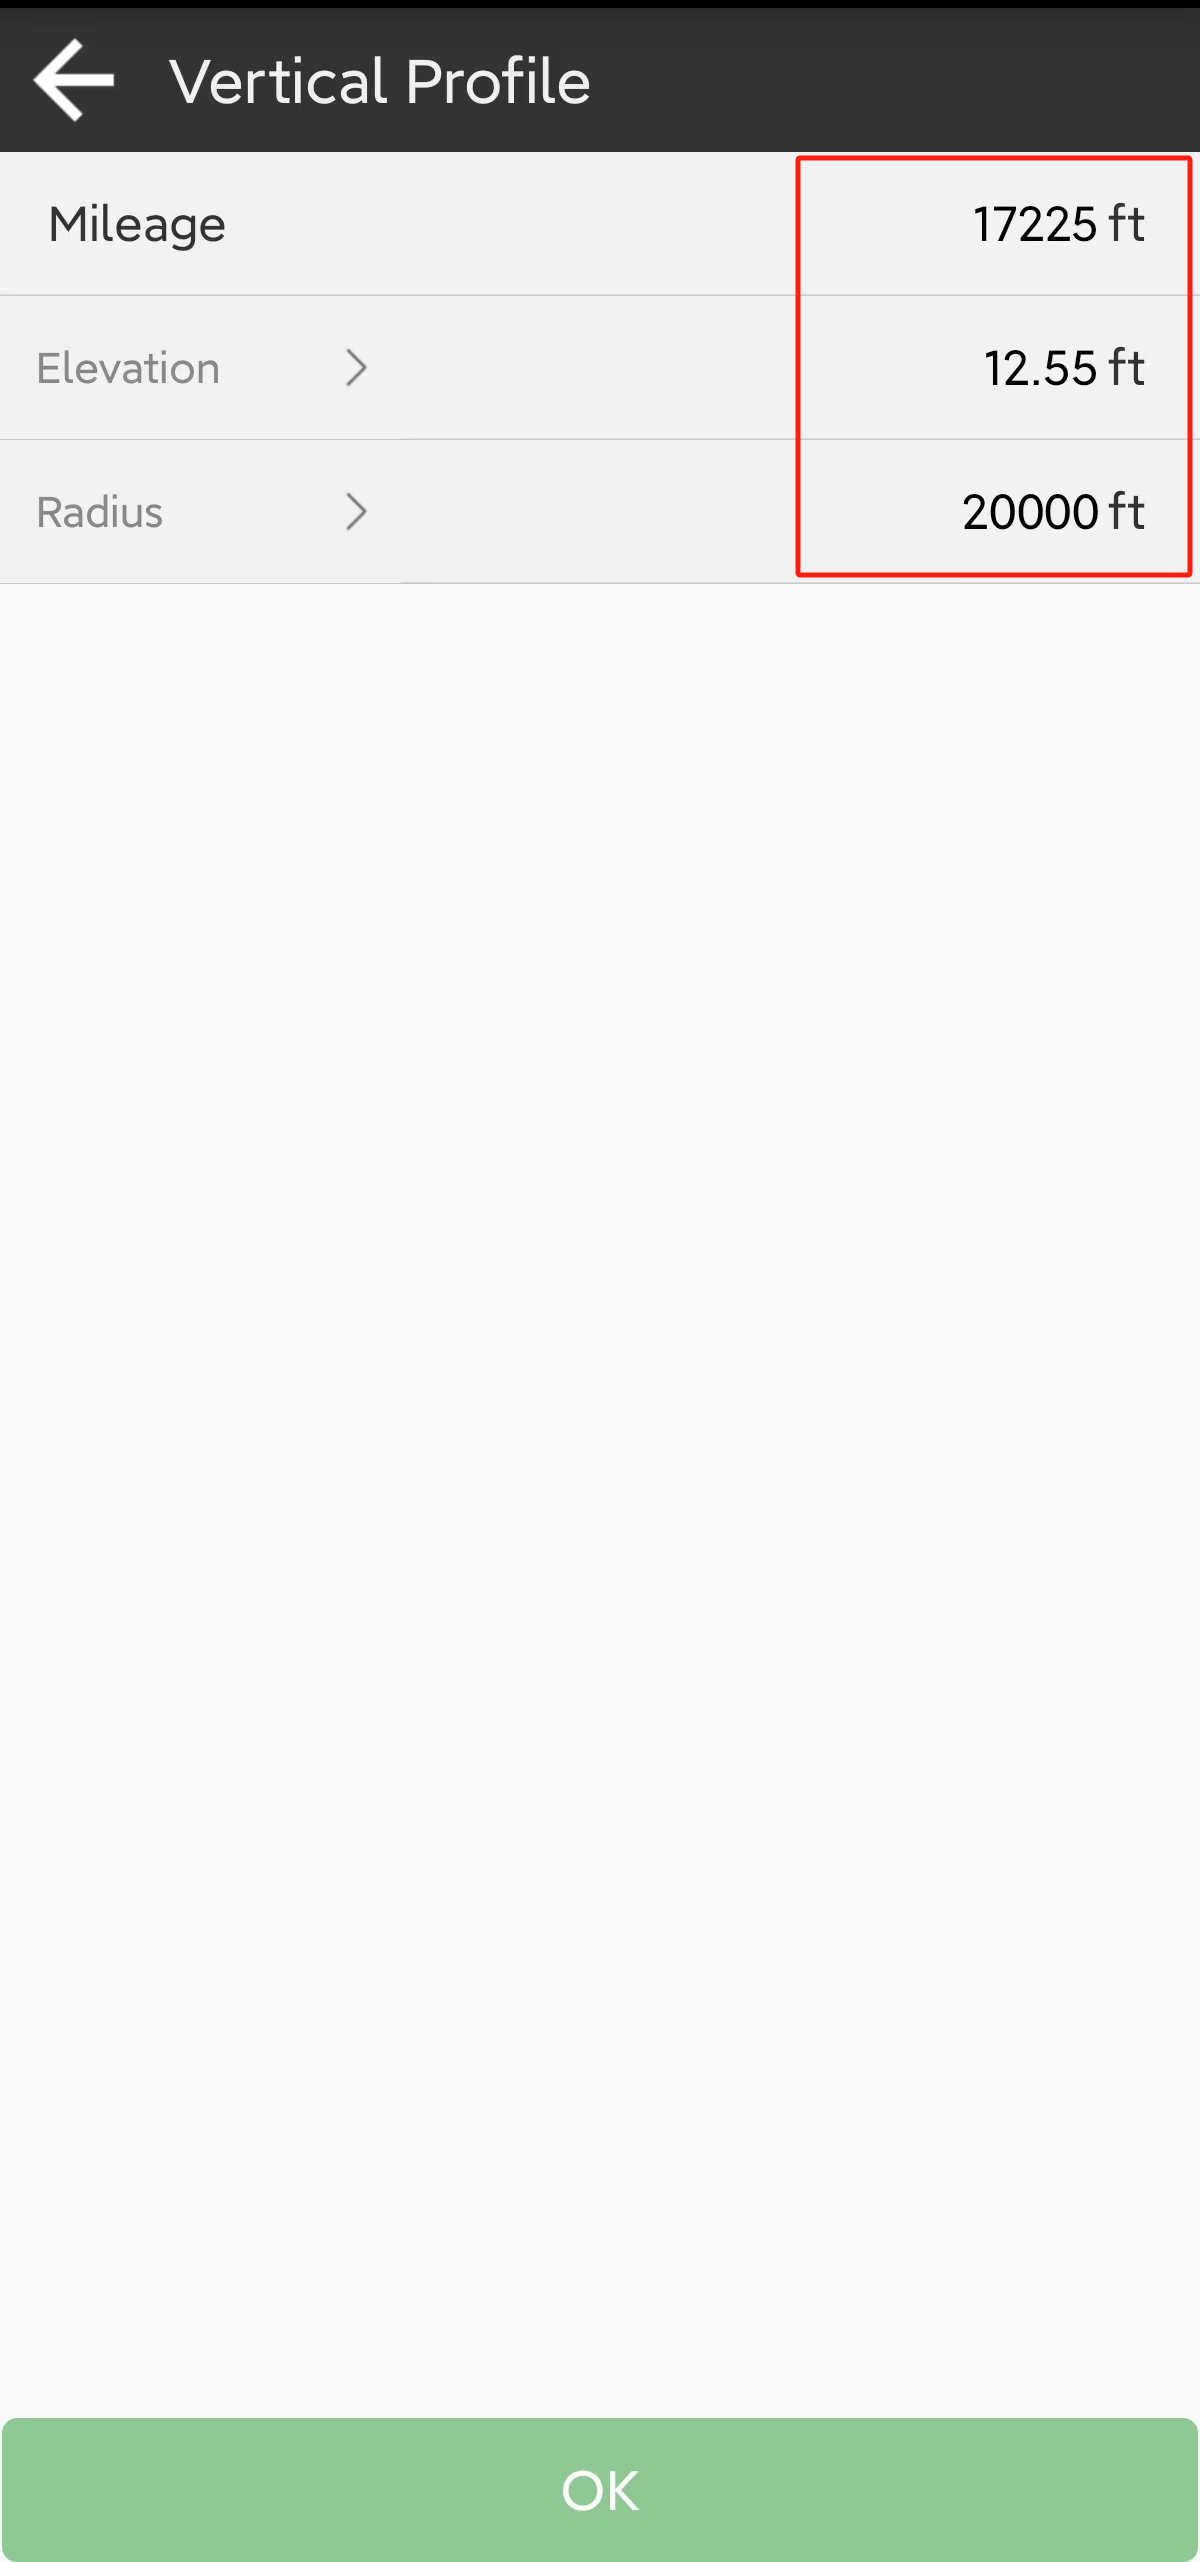 Vertical Profile
Mileage 17225 ft
Elevation 12.55 ft
Radius 20000 ft
OK